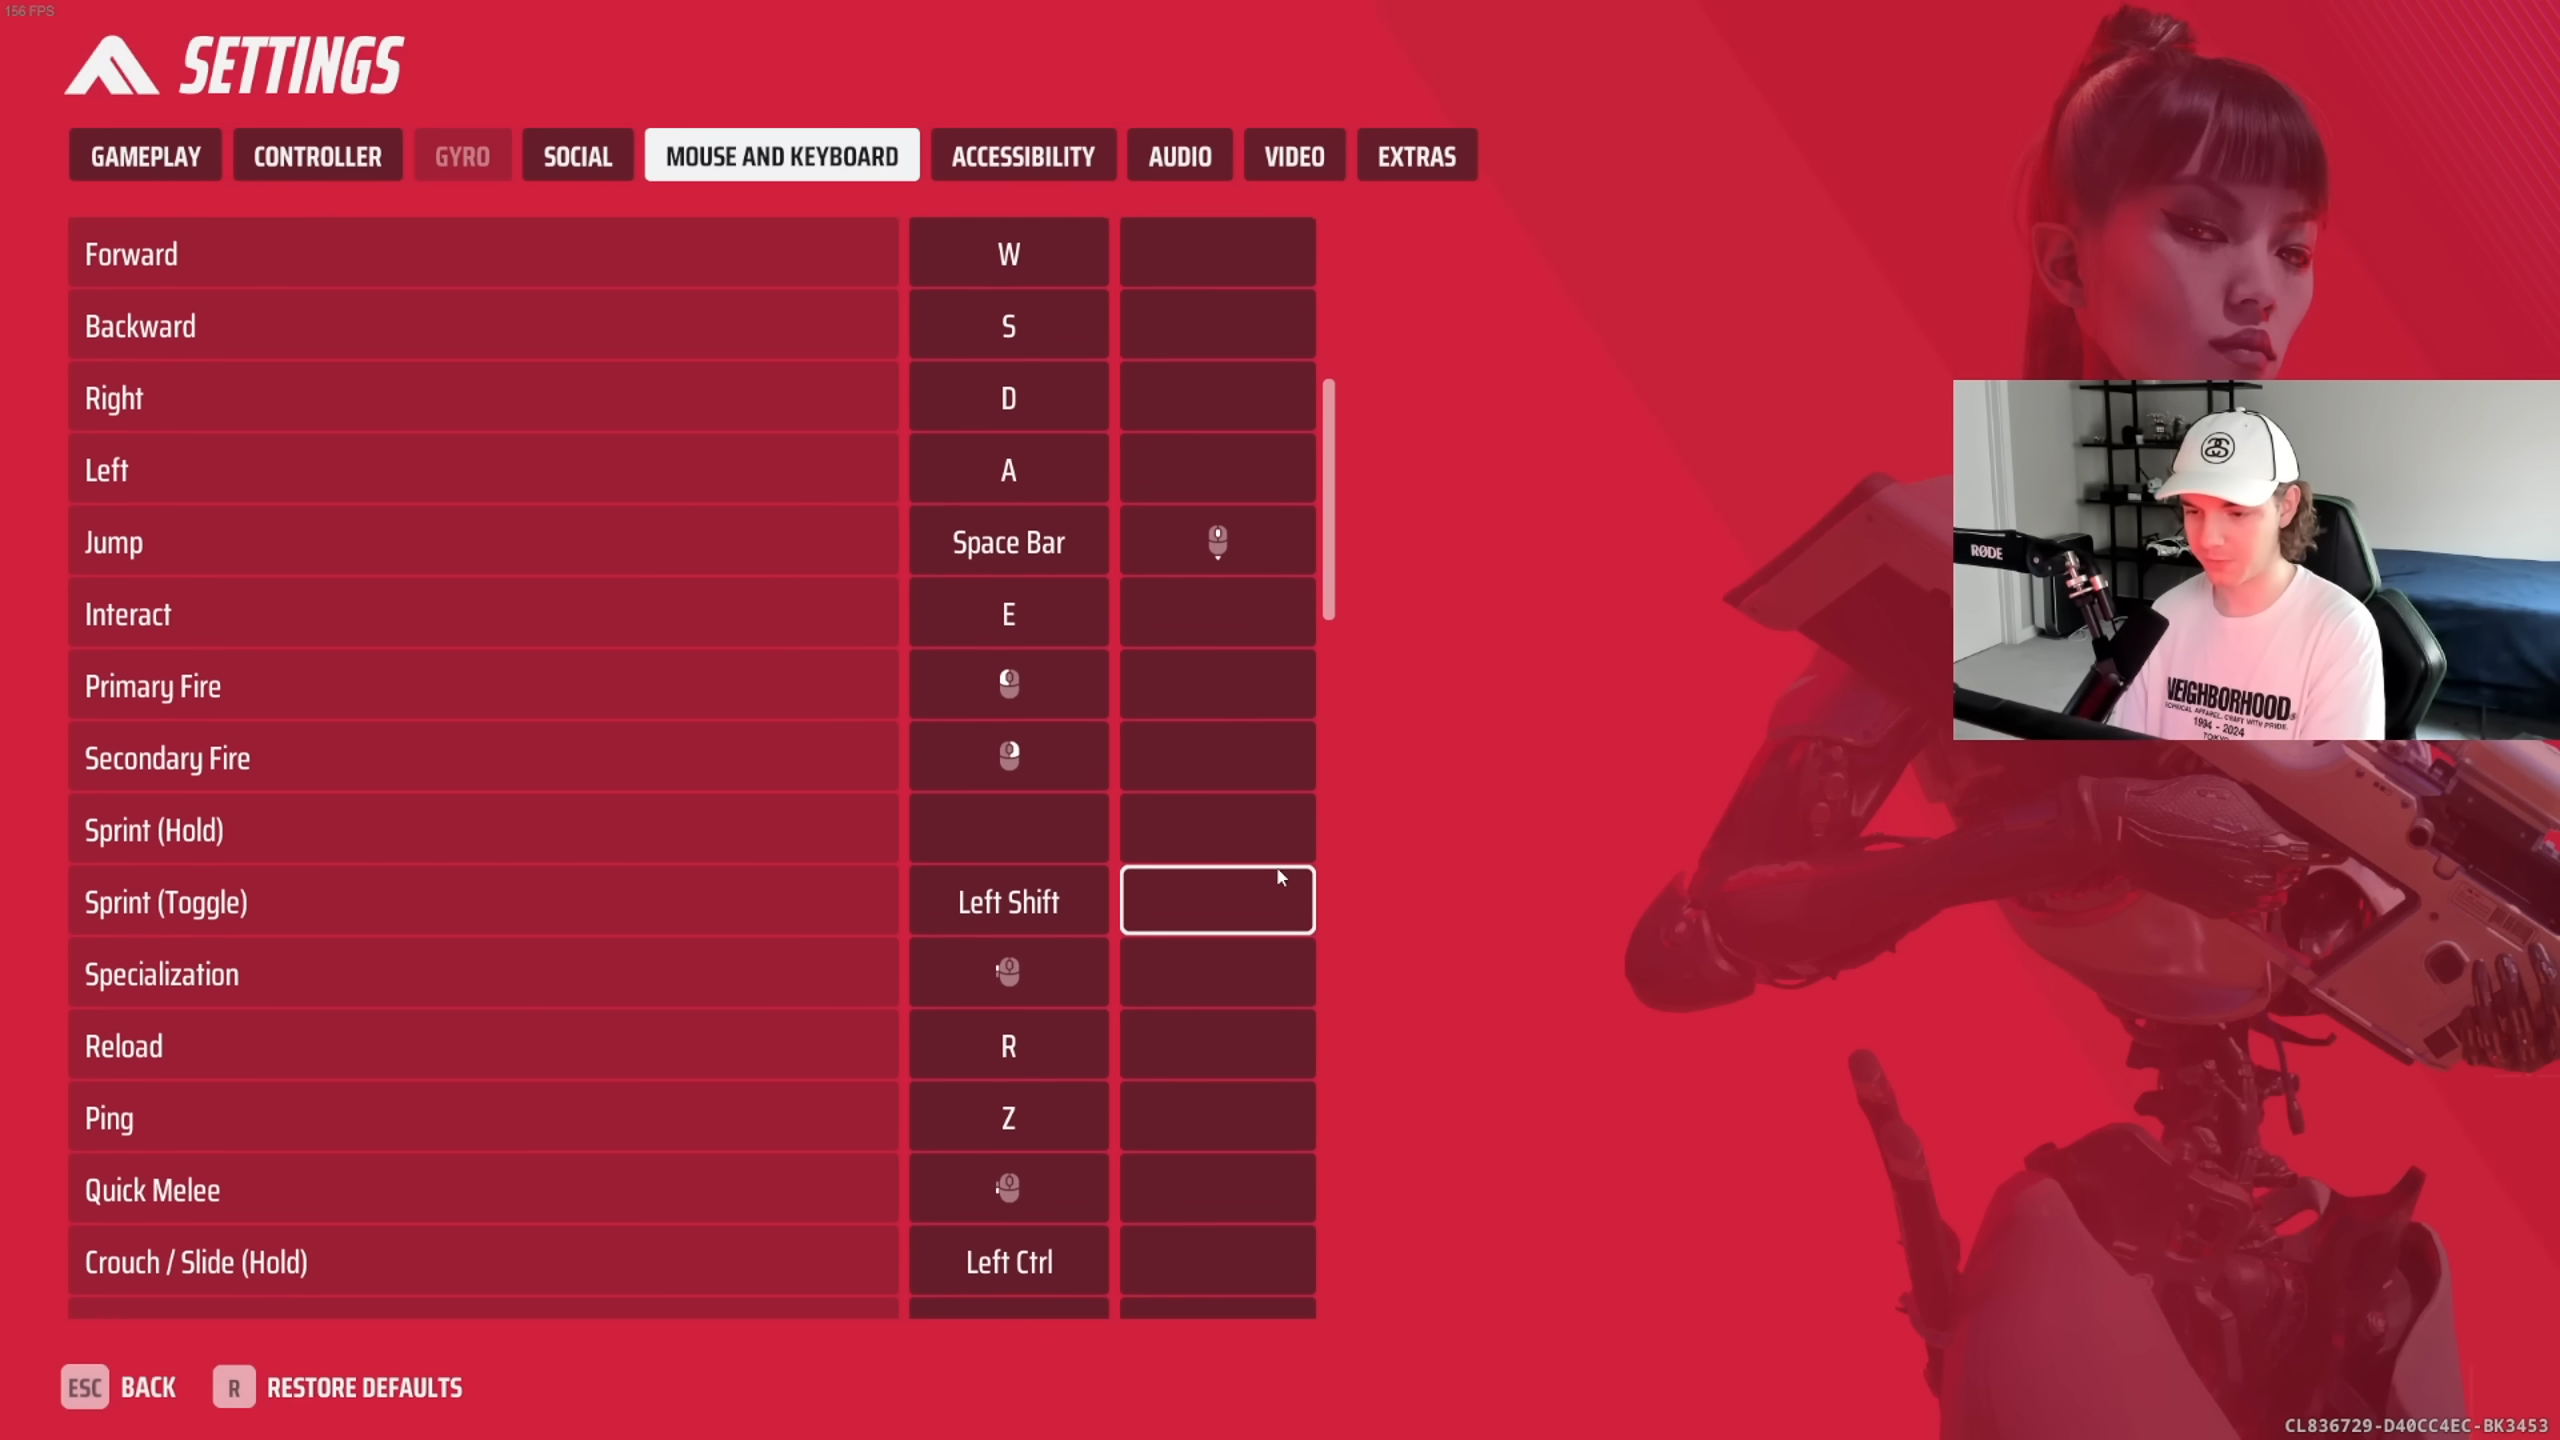 156 FPS
SETTINGS
GAMEPLAY CONTROLLER GYRO SOCIAL MOUSE AND KEYBOARD ACCESSIBILITY AUDIO VIDEO EXTRAS
Forward W
Backward S
Right D
Left A
Jump Space Bar
Interact E
Primary Fire
Secondary Fire
Sprint (Hold)
Sprint (Toggle) Left Shift
Specialization
Reload R
Ping Z
Quick Melee
Crouch / Slide (Hold) Left Ctrl
ESC BACK R RESTORE DEFAULTS
RØDE
NEIGHBORHOOD
1994 - 2024
CL836729-D40CC4EC-BK3453